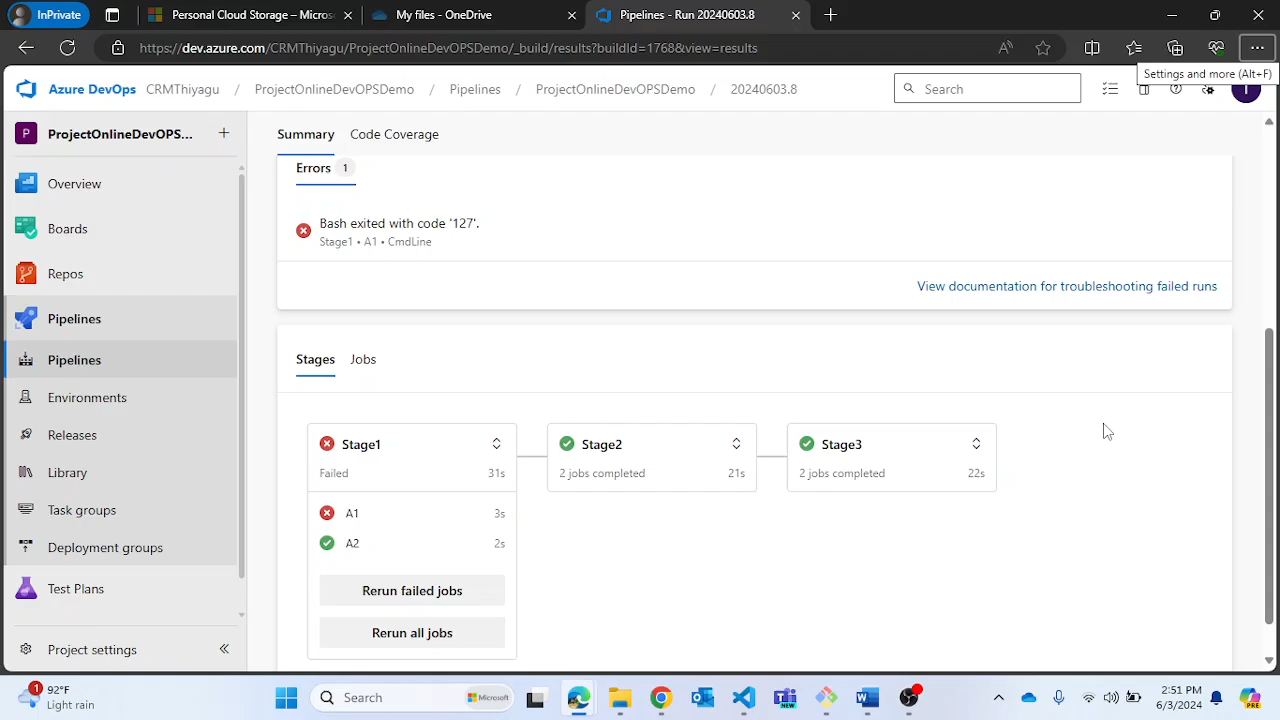 InPrivate
Personal Cloud Storage – Micros
My files - OneDrive
Pipelines - Run 20240603.8
https://dev.azure.com/CRMThiyagu/ProjectOnlineDevOPSDemo/_build/results?buildId=1768&view=results
Settings and more (Alt+F)
Azure DevOps CRMThiyagu / ProjectOnlineDevOPSDemo / Pipelines / ProjectOnlineDevOPSDemo / 20240603.8
Search
T
P ProjectOnlineDevOPS...
Overview
Boards
Repos
Pipelines
Pipelines
Environments
Releases
Library
Task groups
Deployment groups
Test Plans
Project settings
Summary Code Coverage
Errors 1
Bash exited with code '127'.
Stage1 • A1 • CmdLine
View documentation for troubleshooting failed runs
Stages Jobs
Stage1
Failed 31s
A1 3s
A2 2s
Rerun failed jobs
Rerun all jobs
Stage2
2 jobs completed 21s
Stage3
2 jobs completed 22s
1
92°F
Light rain
Search
Microsoft
NEW
PRE
2:51 PM
6/3/2024